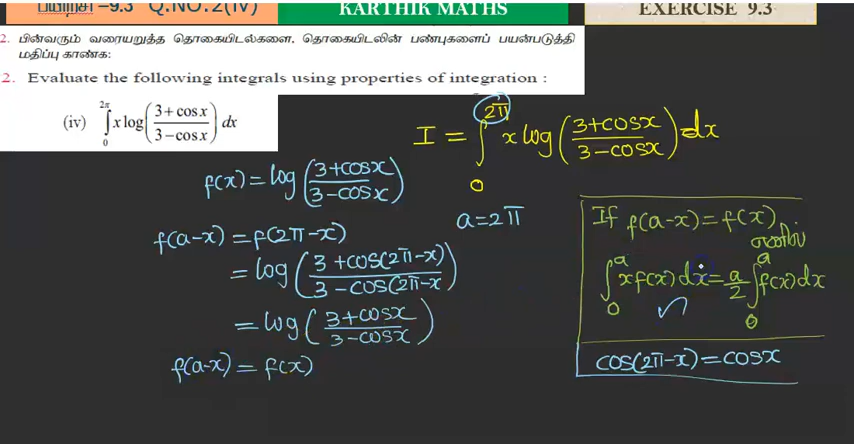 பயிற்சி -9.3 Q.NO.2(iv) KARTHIK MATHS EXERCISE 9.3
2. பின்வரும் வரையறுத்த தொகையிடல்களை, தொகையிடலின் பண்புகளைப் பயன்படுத்தி
மதிப்பு காண்க:
2. Evaluate the following integrals using properties of integration :
(iv) ∫₀^2π x log((3+cos x)/(3−cos x)) dx
I = ∫₀^2π x log((3+cosx)/(3-cosx)) dx
f(x) = log((3+cosx)/(3-cosx))
a=2π
f(a-x) = f(2π-x)
= log((3+cos(2π-x))/(3-cos(2π-x))
= log((3+cosx)/(3-cosx))
f(a-x) = f(x)
If f(a-x) = f(x)
எனில்
∫₀^a x f(x) dx = a/2 ∫₀^a f(x) dx
cos(2π-x) = cosx